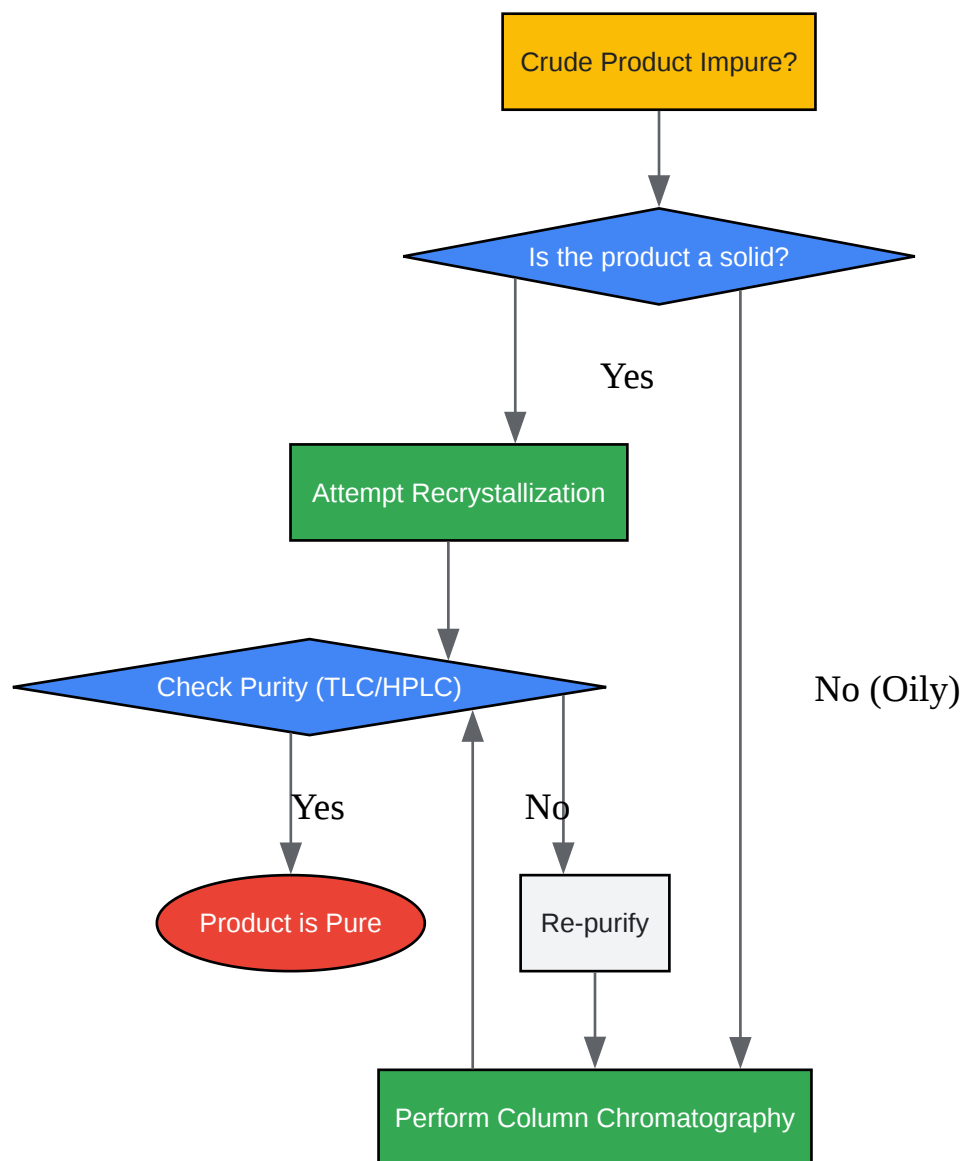 Crude Product Impure?
Is the product a solid?
Yes
Attempt Recrystallization
Check Purity (TLC/HPLC)
No (Oily)
Yes
No
Product is Pure
Re-purify
Perform Column Chromatography